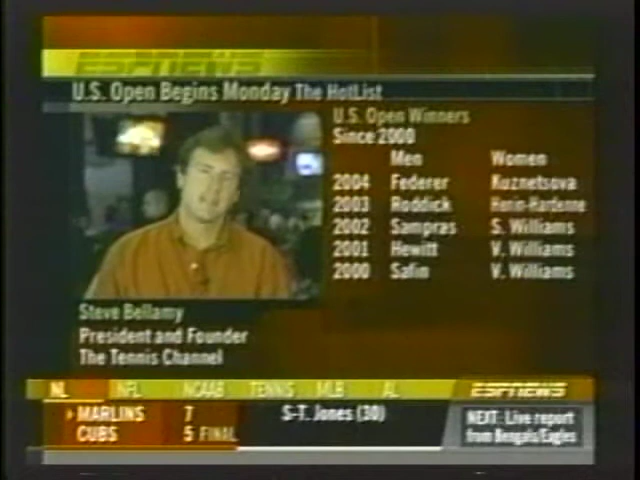 ESPNEWS
U.S. Open Begins Monday The HotList
U.S. Open Winners
Since 2000
Men Women
2004 Federer Kuznetsova
2003 Roddick Henin-Hardenne
2002 Sampras S. Williams
2001 Hewitt V. Williams
2000 Safin V. Williams
Steve Bellamy
President and Founder
The Tennis Channel
NL NFL NCAAB TENNIS MLB AL ESPNEWS
MARLINS 7 S-T. Jones (30)
CUBS 5 FINAL
NEXT: Live report
from Bengals/Eagles